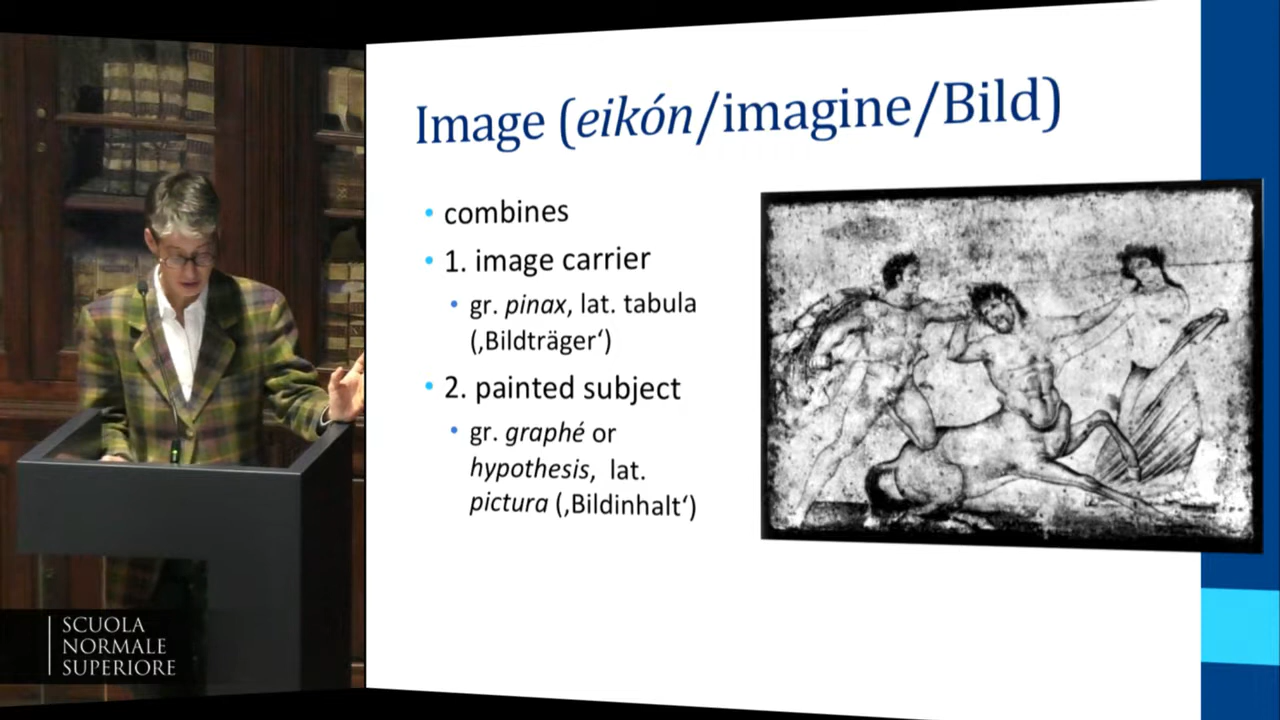 Image (eikón/imagine/Bild)
• combines
• 1. image carrier
• gr. pinax, lat. tabula
(‚Bildträger‘)
• 2. painted subject
• gr. graphé or
hypothesis, lat.
pictura (‚Bildinhalt‘)
SCUOLA
NORMALE
SUPERIORE